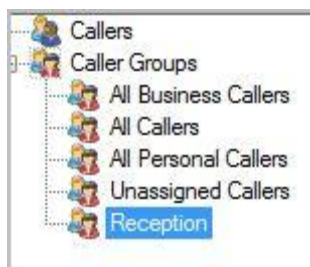 Callers
Caller Groups
All Business Callers
All Callers
All Personal Callers
Unassigned Callers
Reception